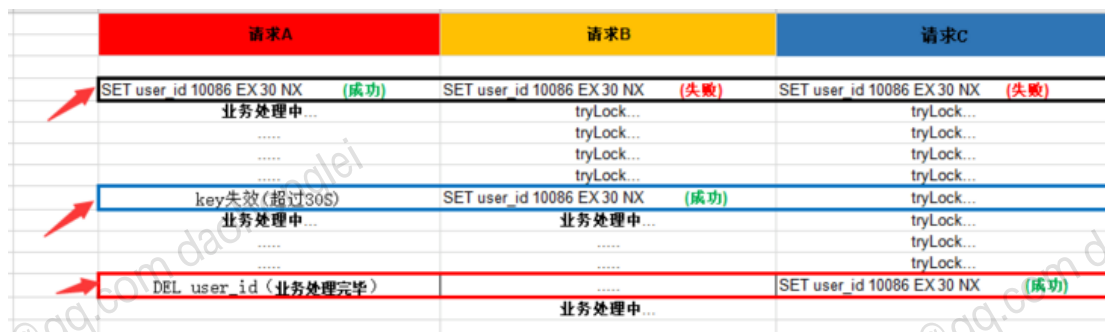 请求A 请求B 请求C
SET user_id 10086 EX 30 NX (成功) SET user_id 10086 EX 30 NX (失败) SET user_id 10086 EX 30 NX (失败)
业务处理中... tryLock... tryLock...
..... tryLock... tryLock...
..... tryLock... tryLock...
..... tryLock... tryLock...
key失效(超过30S) SET user_id 10086 EX 30 NX (成功) tryLock...
业务处理中... 业务处理中... tryLock...
..... ..... tryLock...
..... ..... tryLock...
DEL user_id（业务处理完毕） ..... SET user_id 10086 EX 30 NX (成功)
业务处理中...